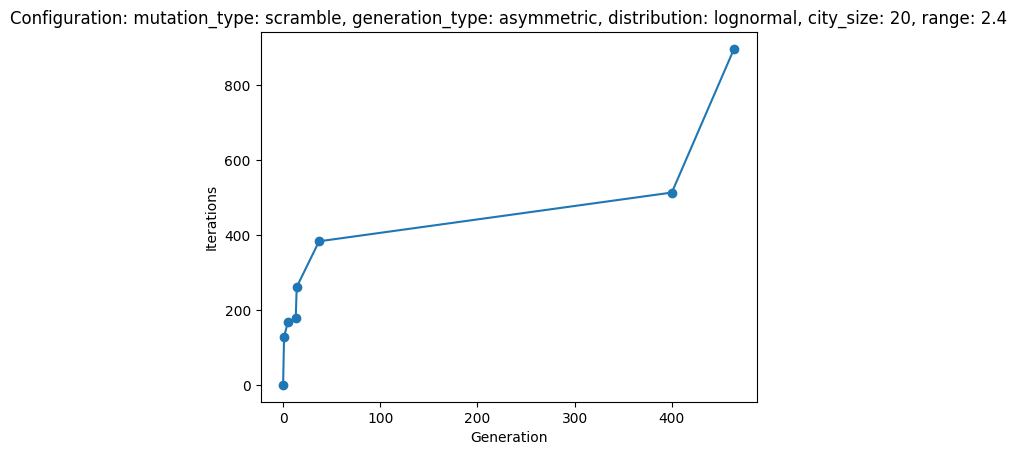 Configuration: mutation_type: scramble, generation_type: asymmetric, distribution: lognormal, city_size: 20, range: 2.4
800
600
400
200
0
Iterations
0 100 200 300 400
Generation